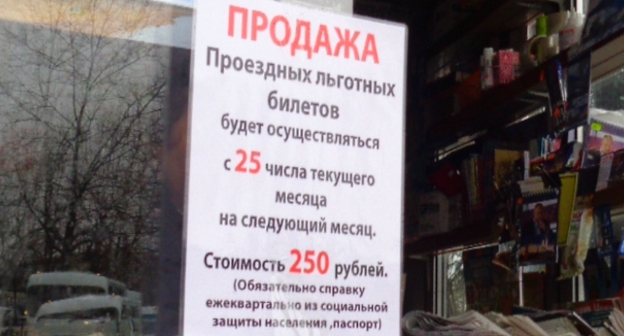 ПРОДАЖА
Проездных льготных
билетов
будет осуществляться
с 25 числа текущего
месяца
на следующий месяц.
Стоимость 250 рублей.
(Обязательно справку
ежеквартально из социальной
защиты населения ,паспорт)